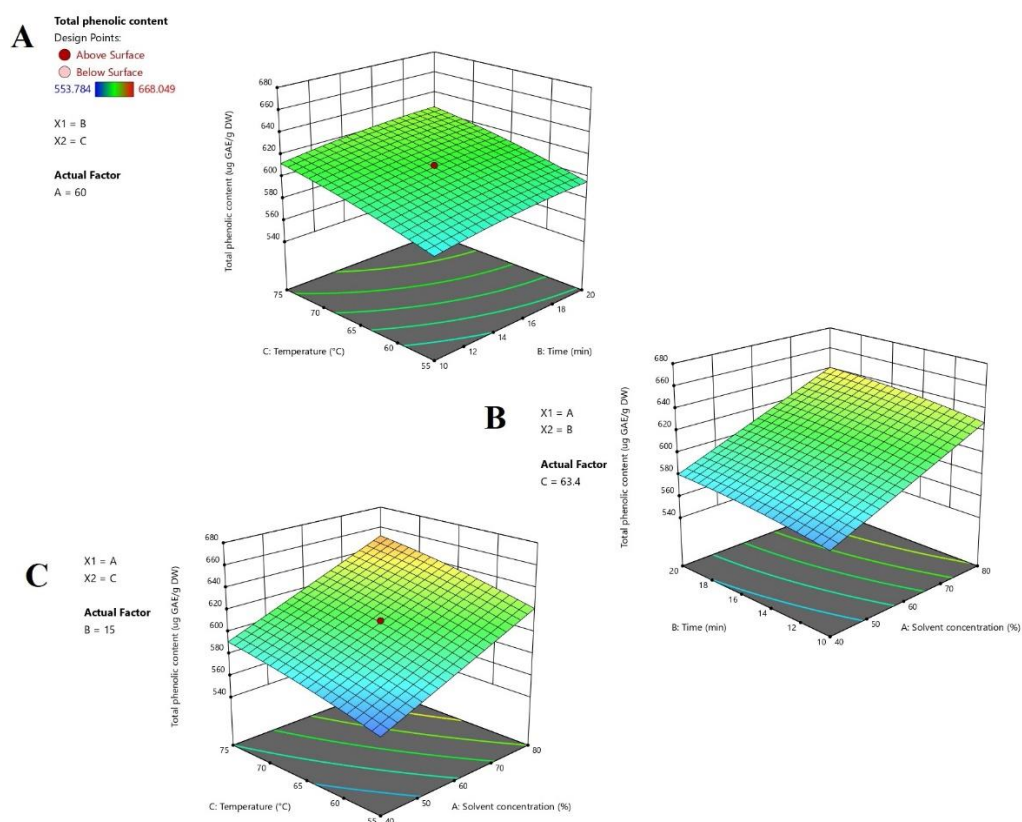 A
Total phenolic content
Design Points:
Above Surface
Below Surface
553.784 668.049
X1 = B
X2 = C
Actual Factor
A = 60
Total phenolic content (ug GAE/g DW)
680
660
640
620
600
580
560
540
75
70
65
60
55
C: Temperature (°C)
10
12
14
16
18
20
B: Time (min)
B
X1 = A
X2 = B
Actual Factor
C = 63.4
Total phenolic content (ug GAE/g DW)
680
660
640
620
600
580
560
540
20
18
16
14
12
10
B: Time (min)
40
50
60
70
80
A: Solvent concentration (%)
C
X1 = A
X2 = C
Actual Factor
B = 15
Total phenolic content (ug GAE/g DW)
680
660
640
620
600
580
560
540
75
70
65
60
55
C: Temperature (°C)
40
50
60
70
80
A: Solvent concentration (%)